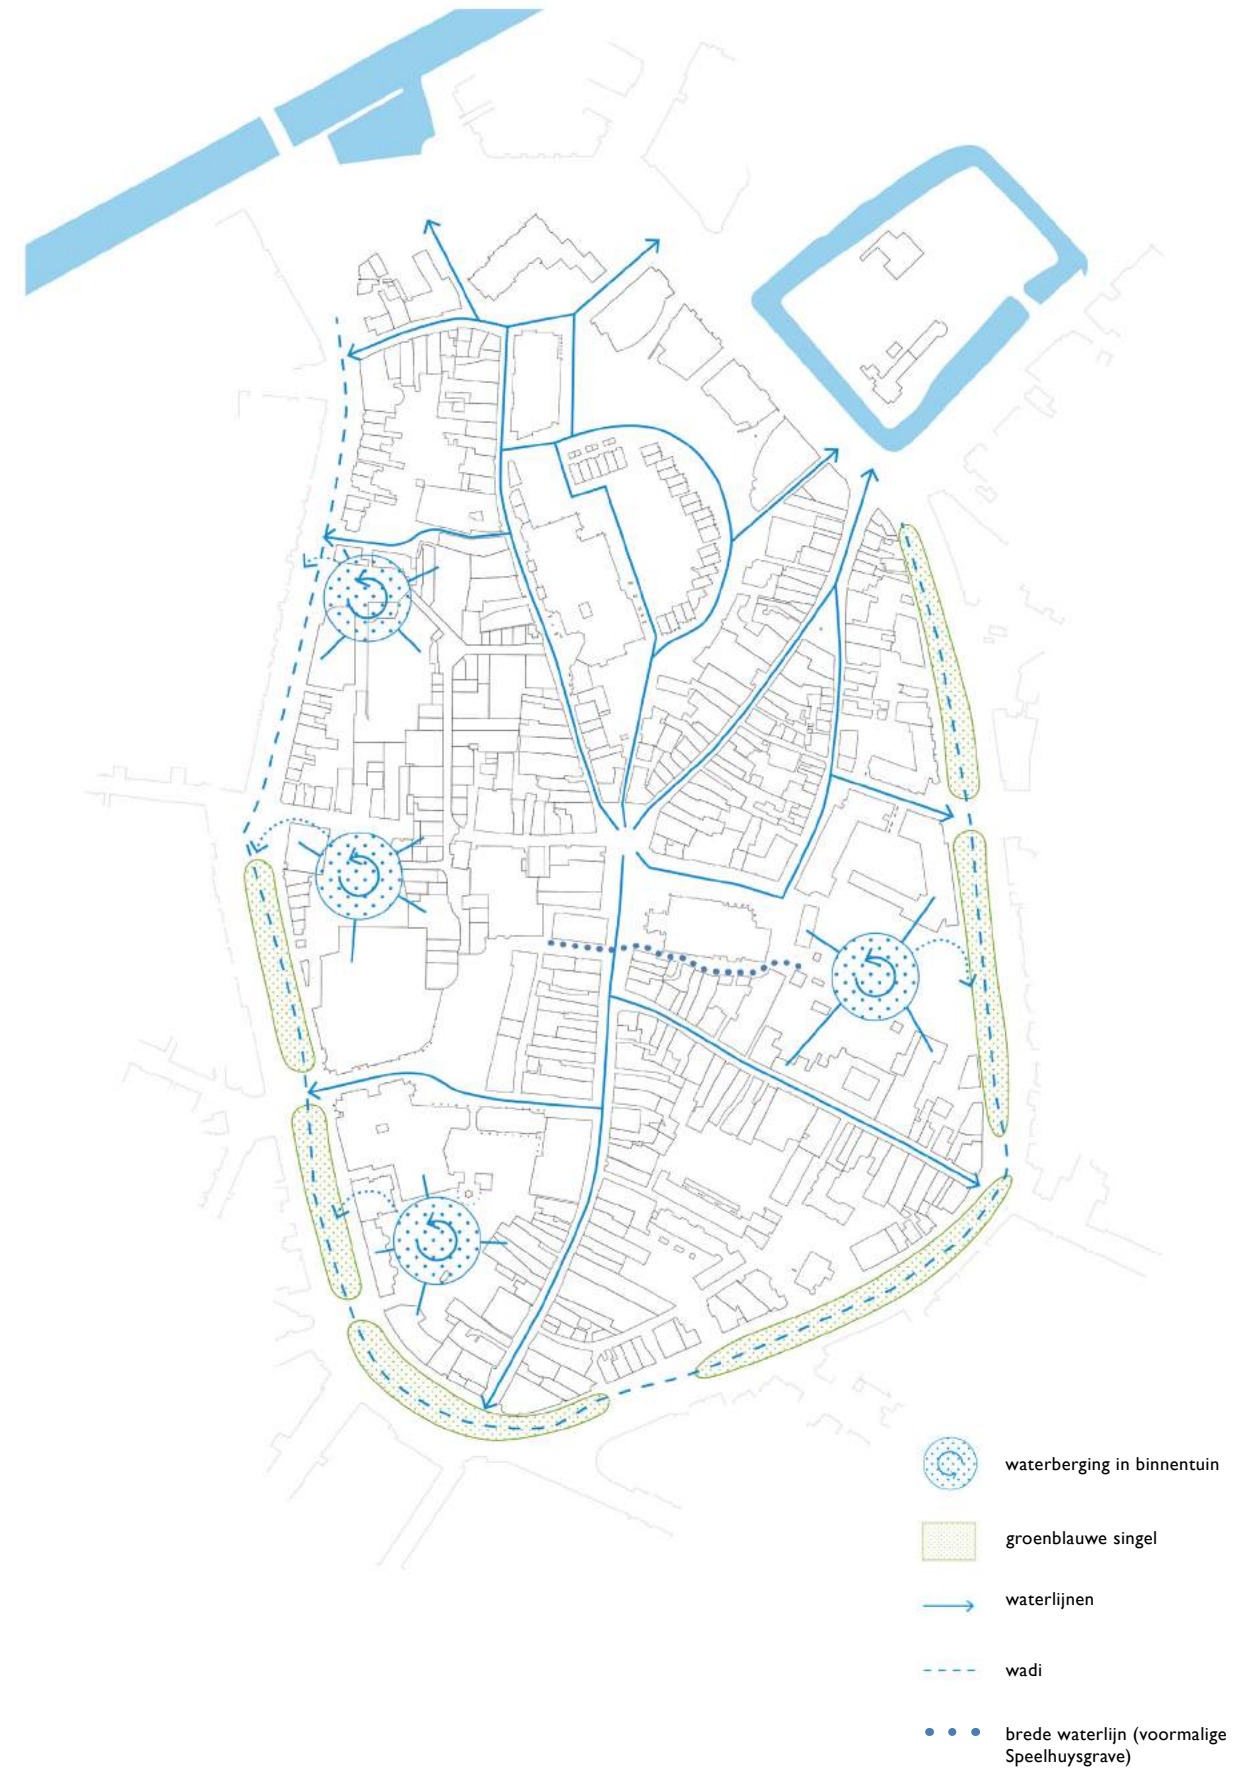 waterberging in binnentuin
groenblauwe singel
waterlijnen
wadi
brede waterlijn (voormalige
Speelhuysgrave)